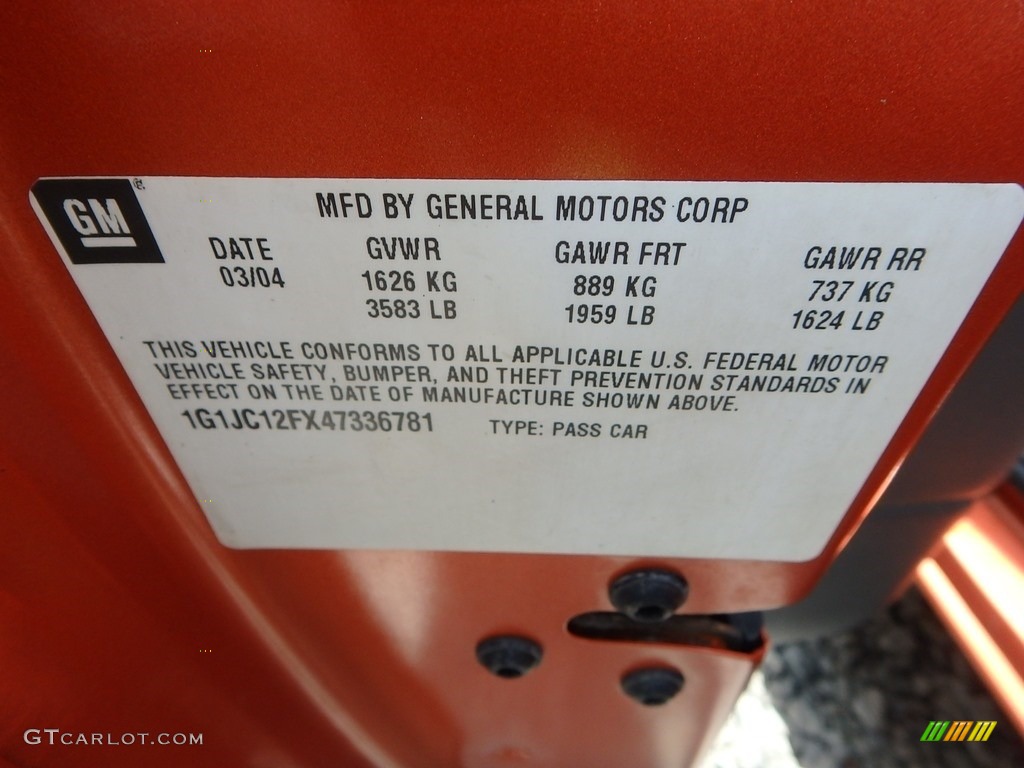 GM
MFD BY GENERAL MOTORS CORP
DATE GVWR GAWR FRT GAWR RR
03/04 1626 KG 889 KG 737 KG
3583 LB 1959 LB 1624 LB
THIS VEHICLE CONFORMS TO ALL APPLICABLE U.S. FEDERAL MOTOR
VEHICLE SAFETY, BUMPER, AND THEFT PREVENTION STANDARDS IN
EFFECT ON THE DATE OF MANUFACTURE SHOWN ABOVE.
1G1JC12FX47336781 TYPE: PASS CAR
GTCARLOT.COM